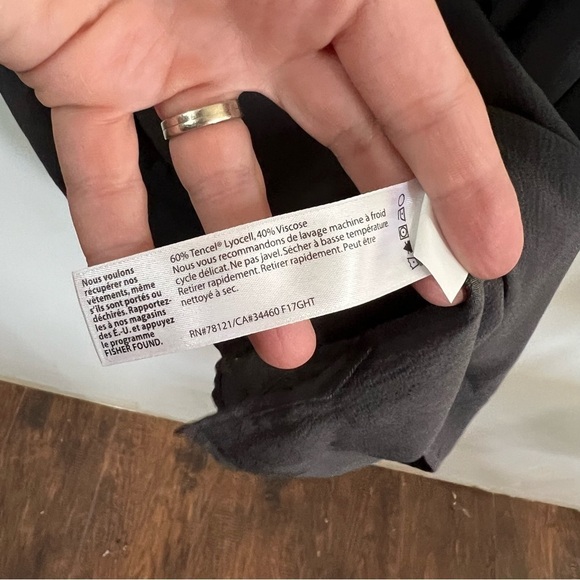 Nous voulons
récupérer nos
vêtements, même
s'ils sont portés ou
déchirés. Rapportez-
les à nos magasins
des É.-U. et appuyez
le programme
FISHER FOUND.
60% Tencel® Lyocell, 40% Viscose
Nous vous recommandons de lavage machine à froid
cycle délicat. Ne pas javel. Sécher à basse température
Retirer rapidement. Retirer rapidement. Peut être
nettoyé à sec.
RN#78121/CA#34460 F17GHT